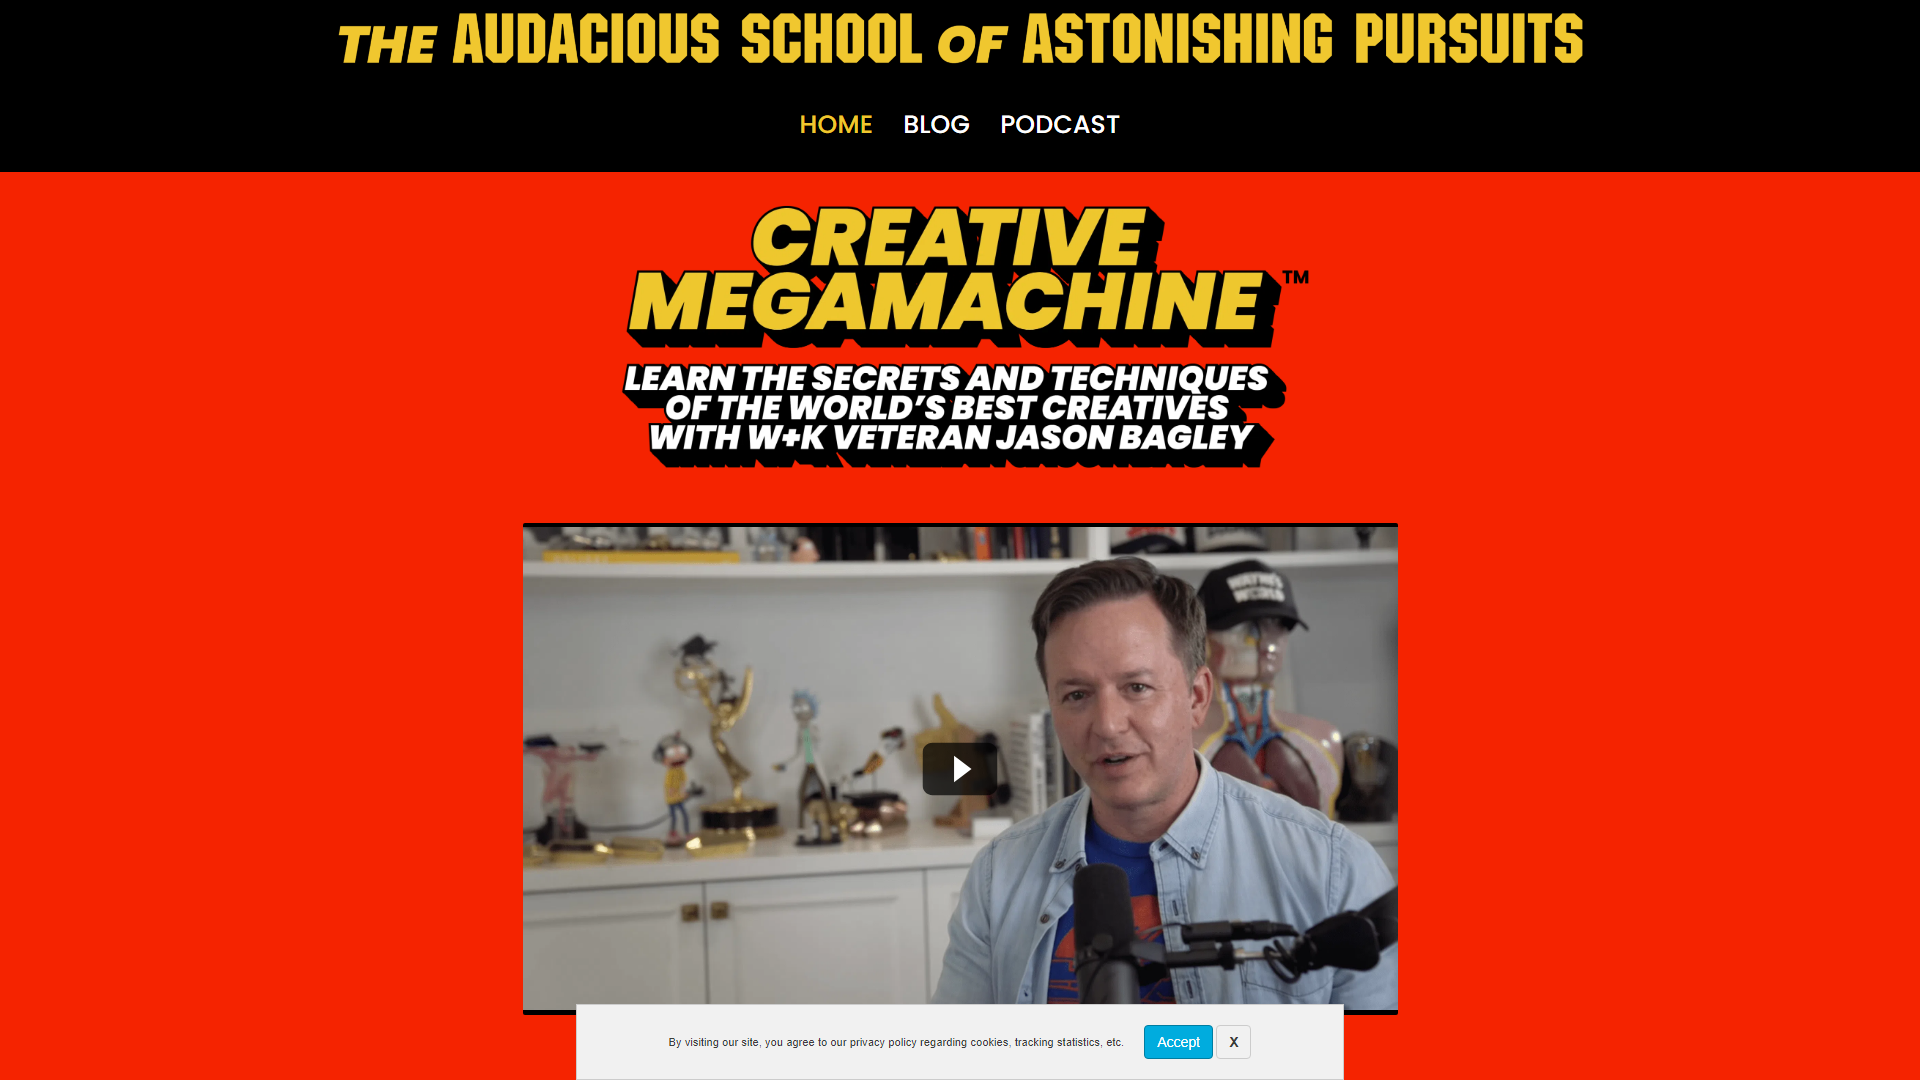 THE AUDACIOUS SCHOOL OF ASTONISHING PURSUITS
HOME BLOG PODCAST
CREATIVE
MEGAMACHINE™
LEARN THE SECRETS AND TECHNIQUES
OF THE WORLD'S BEST CREATIVES
WITH W+K VETERAN JASON BAGLEY
WAYNE'S
WORLD
By visiting our site, you agree to our privacy policy regarding cookies, tracking statistics, etc. Accept X